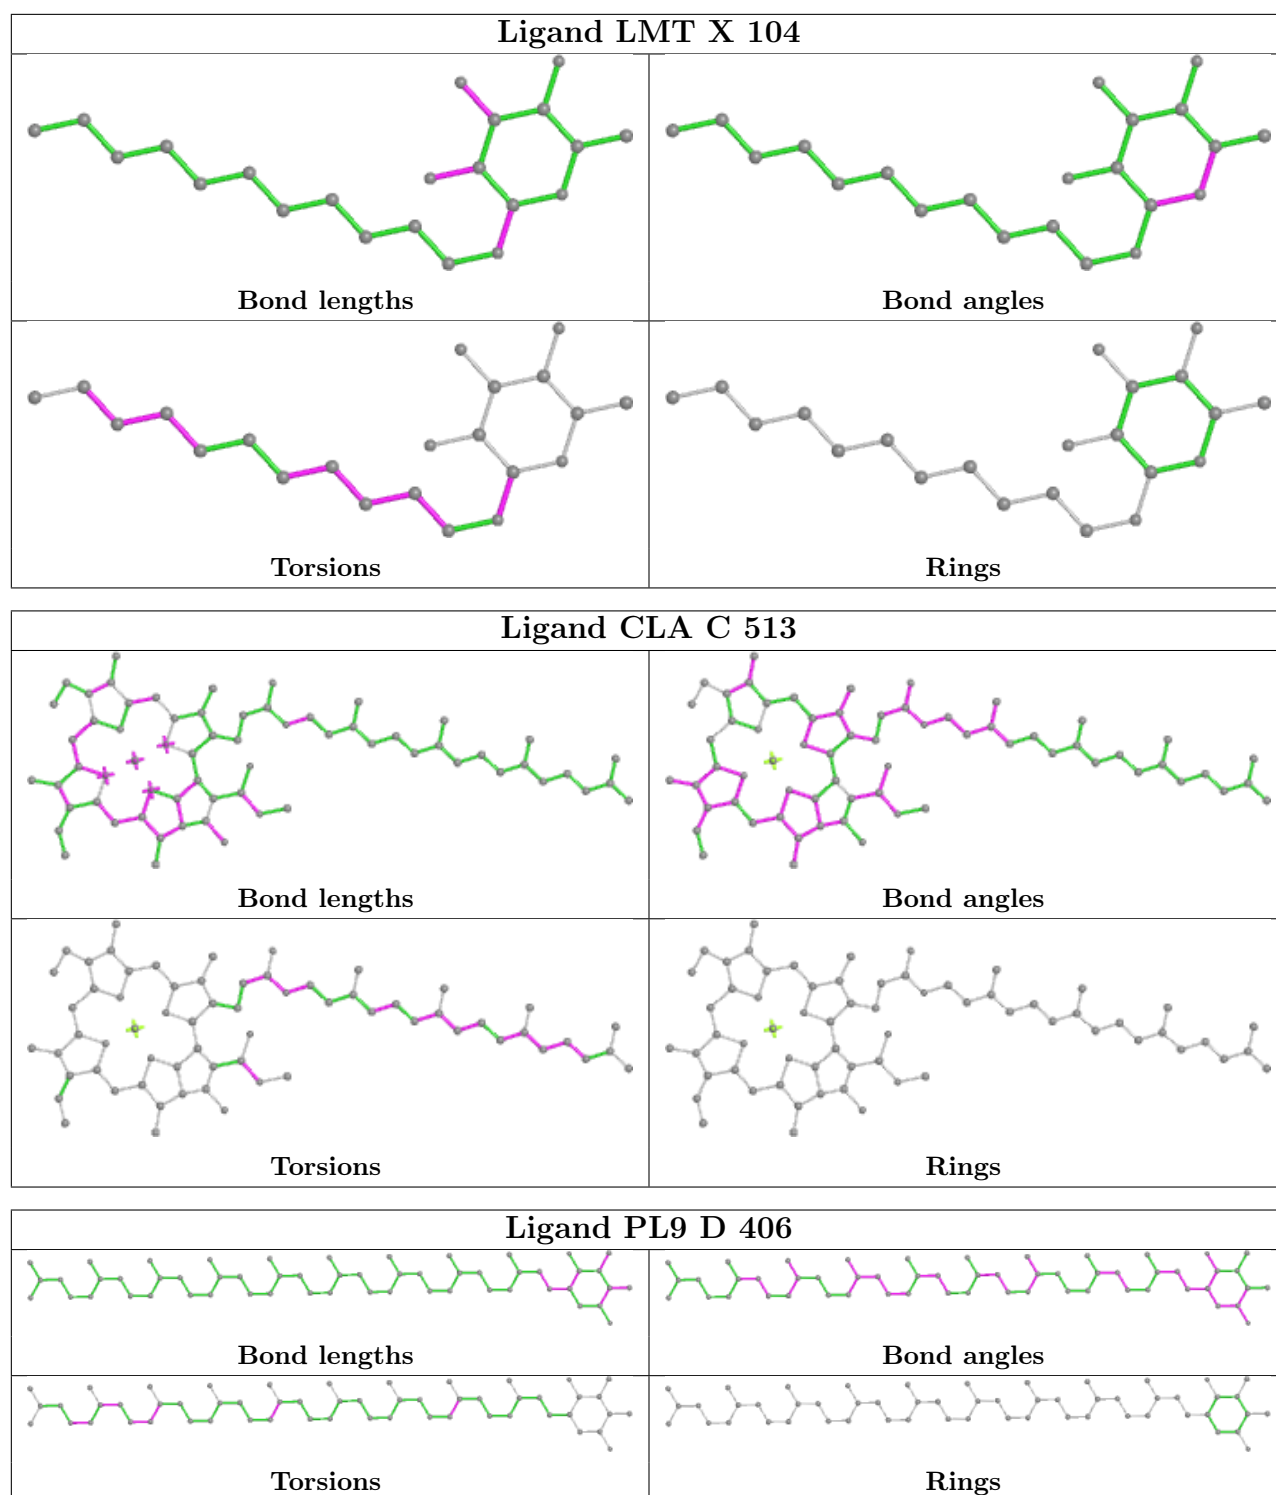 Ligand LMT X 104
Bond lengths
Bond angles
Torsions
Rings
Ligand CLA C 513
Bond lengths
Bond angles
Torsions
Rings
Ligand PL9 D 406
Bond lengths
Bond angles
Torsions
Rings